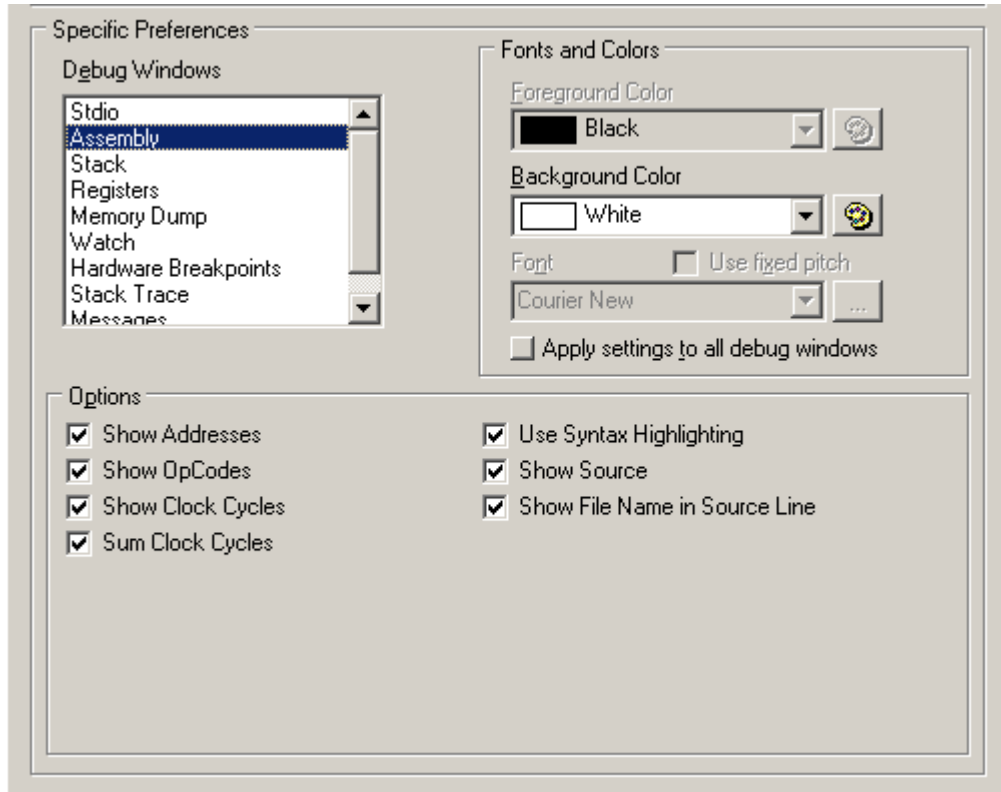 Specific Preferences
Debug Windows
Stdio
Assembly
Stack
Registers
Memory Dump
Watch
Hardware Breakpoints
Stack Trace
Messages
Fonts and Colors
Foreground Color
Black
Background Color
White
Font
Use fixed pitch
Courier New
...
Apply settings to all debug windows
Options
Show Addresses
Show OpCodes
Show Clock Cycles
Sum Clock Cycles
Use Syntax Highlighting
Show Source
Show File Name in Source Line